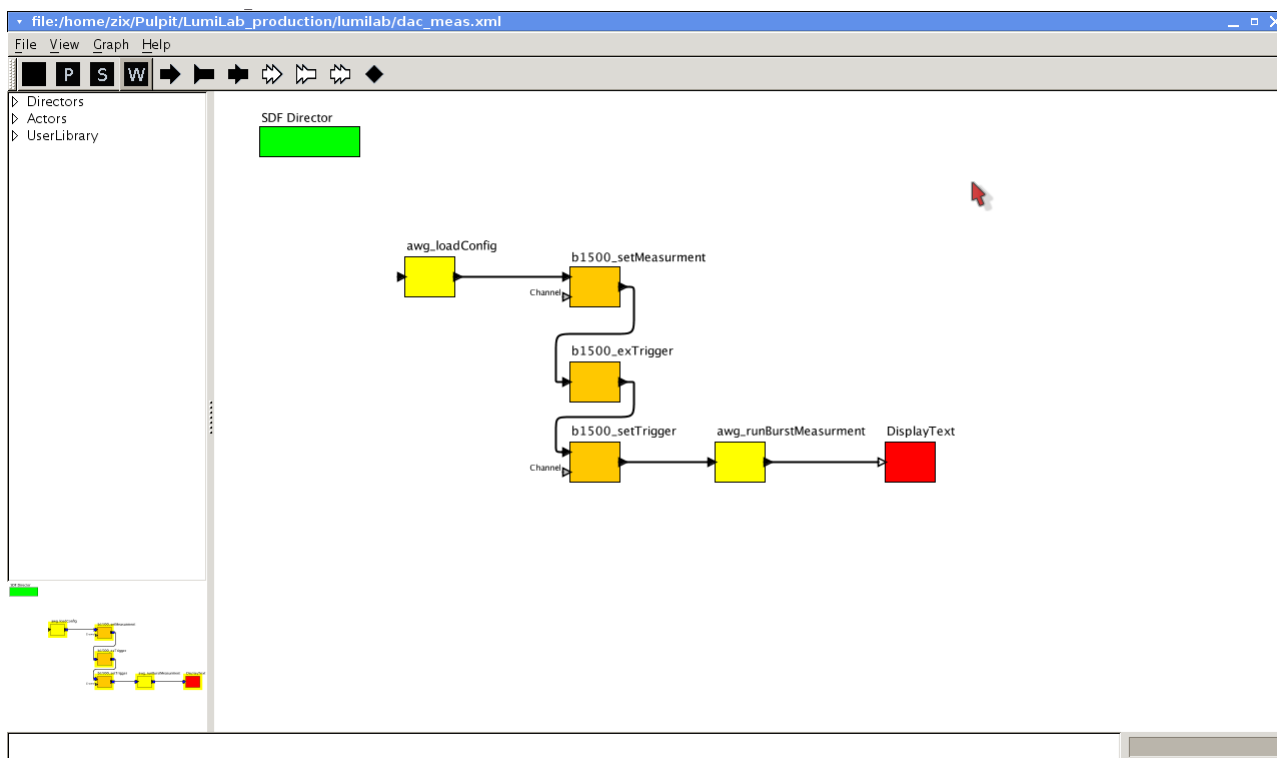 file:/home/zix/Pulpit/LumiLab_production/lumilab/dac_meas.xml
File View Graph Help
P S W
Directors
Actors
UserLibrary
SDF Director
awg_loadConfig
b1500_setMeasurment
Channel
b1500_exTrigger
b1500_setTrigger
awg_runBurstMeasurment
DisplayText
Channel